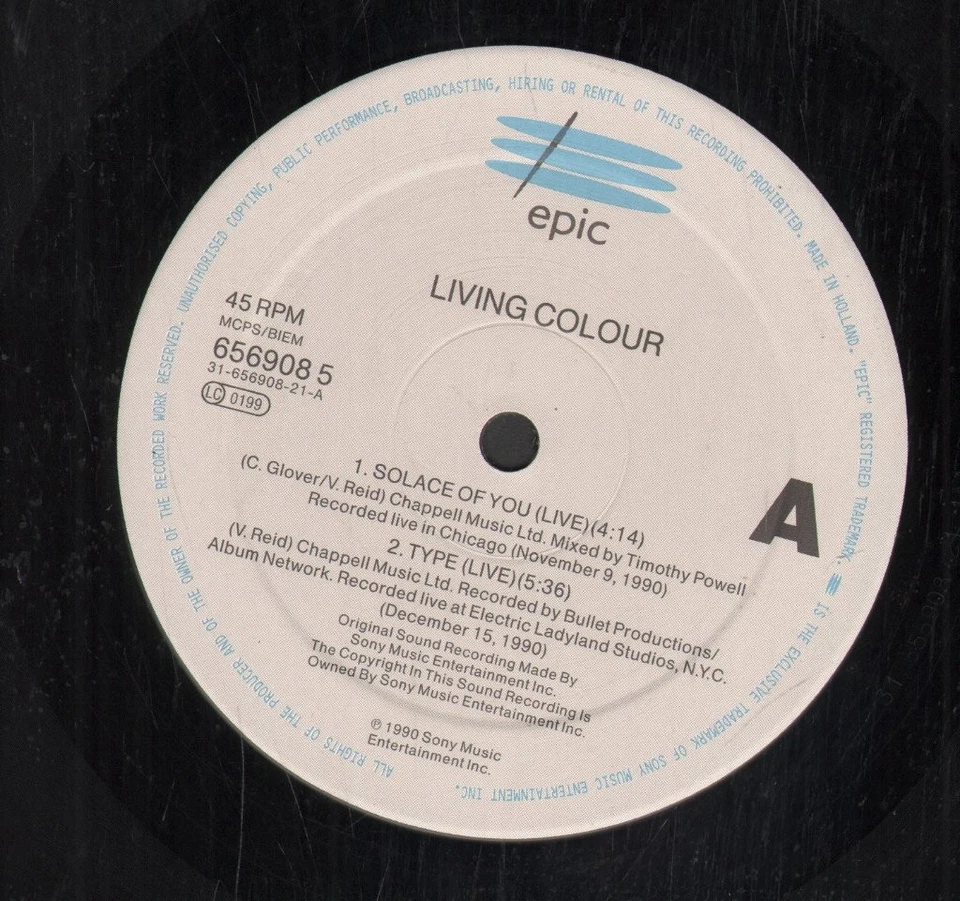 epic
LIVING COLOUR
45 RPM
MCPS/BIEM
656908 5
31-656908-21-A
LC 0199
A
1. SOLACE OF YOU (LIVE)(4:14)
(C. Glover/V. Reid) Chappell Music Ltd. Mixed by Timothy Powell
Recorded live in Chicago (November 9, 1990)
2. TYPE (LIVE)(5:36)
(V. Reid) Chappell Music Ltd. Recorded by Bullet Productions/
Album Network. Recorded live at Electric Ladyland Studios, N.Y.C.
(December 15, 1990)
Original Sound Recording Made By
Sony Music Entertainment Inc.
The Copyright In This Sound Recording Is
Owned By Sony Music Entertainment Inc.
℗ 1990 Sony Music
Entertainment Inc.
ALL RIGHTS OF THE PRODUCER AND OF THE OWNER OF THE RECORDED WORK RESERVED. UNAUTHORISED COPYING, PUBLIC PERFORMANCE, BROADCASTING, HIRING OR RENTAL OF THIS RECORDING PROHIBITED. MADE IN HOLLAND. "EPIC" REGISTERED TRADEMARK. IS THE EXCLUSIVE TRADEMARK OF SONY MUSIC ENTERTAINMENT INC.